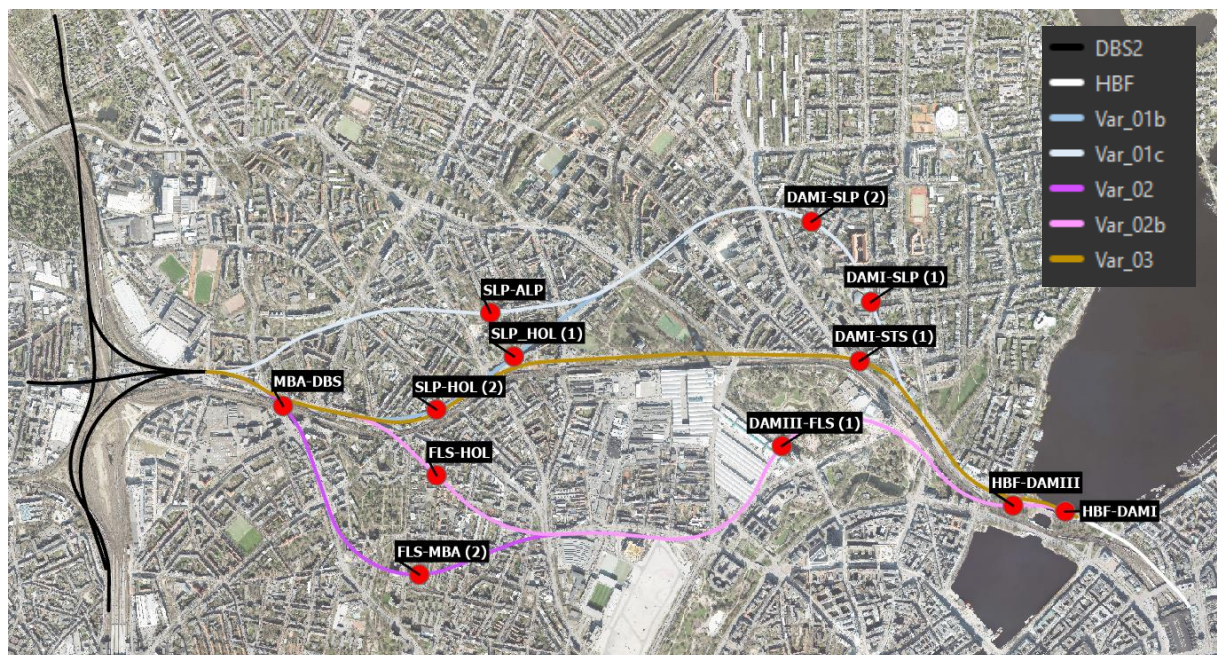 DBS2
HBF
Var_01b
Var_01c
Var_02
Var_02b
Var_03
DAMI-SLP (2)
DAMI-SLP (1)
SLP-ALP
SLP_HOL (1)
DAMI-STS (1)
MBA-DBS
SLP-HOL (2)
DAMIII-FLS (1)
FLS-HOL
HBF-DAMIII
HBF-DAMI
FLS-MBA (2)